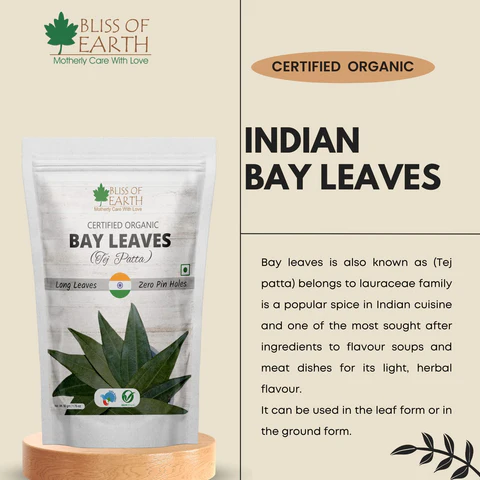 BLISS OF
EARTH
Motherly Care With Love
CERTIFIED ORGANIC
INDIAN
BAY LEAVES
BLISS OF
EARTH
Motherly Care With Love
CERTIFIED ORGANIC
BAY LEAVES
(Tej Patta)
Long Leaves Zero Pin Holes
Bay leaves is also known as (Tej
patta) belongs to lauraceae family
is a popular spice in Indian cuisine
and one of the most sought after
ingredients to flavour soups and
meat dishes for its light, herbal
flavour.
It can be used in the leaf form or in
the ground form.